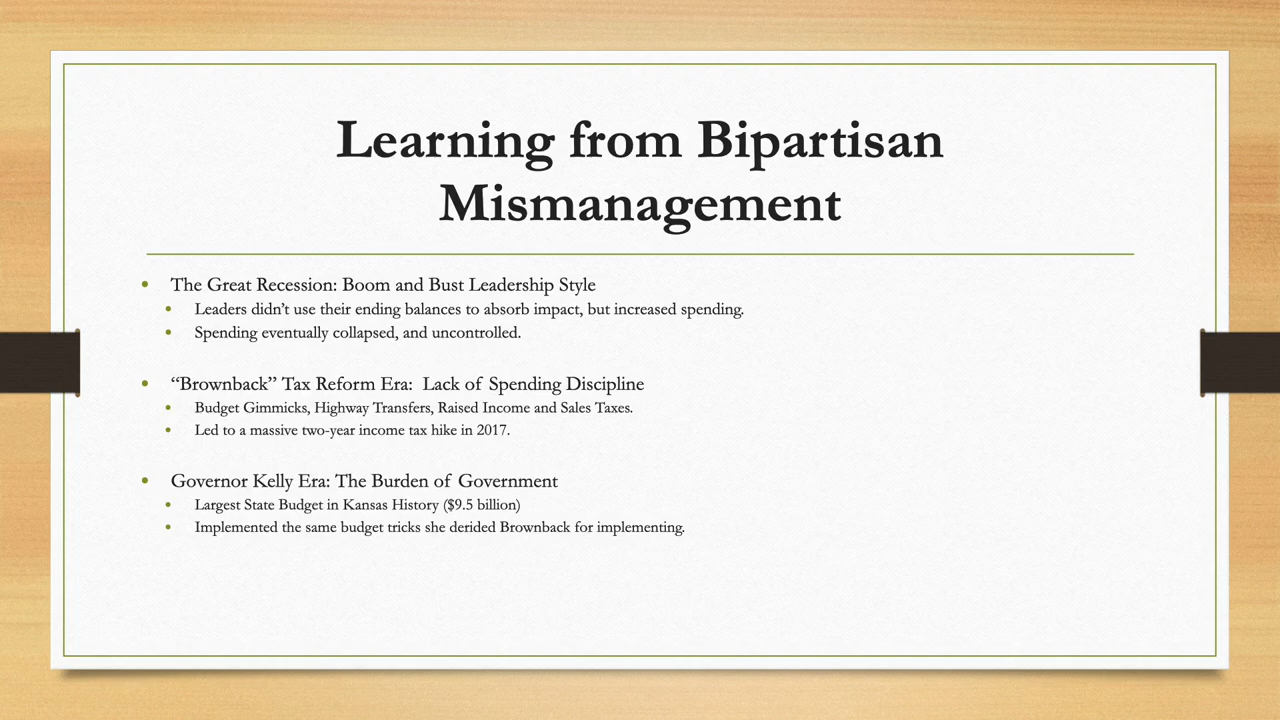 Learning from Bipartisan
Mismanagement
• The Great Recession: Boom and Bust Leadership Style
• Leaders didn’t use their ending balances to absorb impact, but increased spending.
• Spending eventually collapsed, and uncontrolled.
• “Brownback” Tax Reform Era:  Lack of Spending Discipline
• Budget Gimmicks, Highway Transfers, Raised Income and Sales Taxes.
• Led to a massive two-year income tax hike in 2017.
• Governor Kelly Era: The Burden of Government
• Largest State Budget in Kansas History ($9.5 billion)
• Implemented the same budget tricks she derided Brownback for implementing.